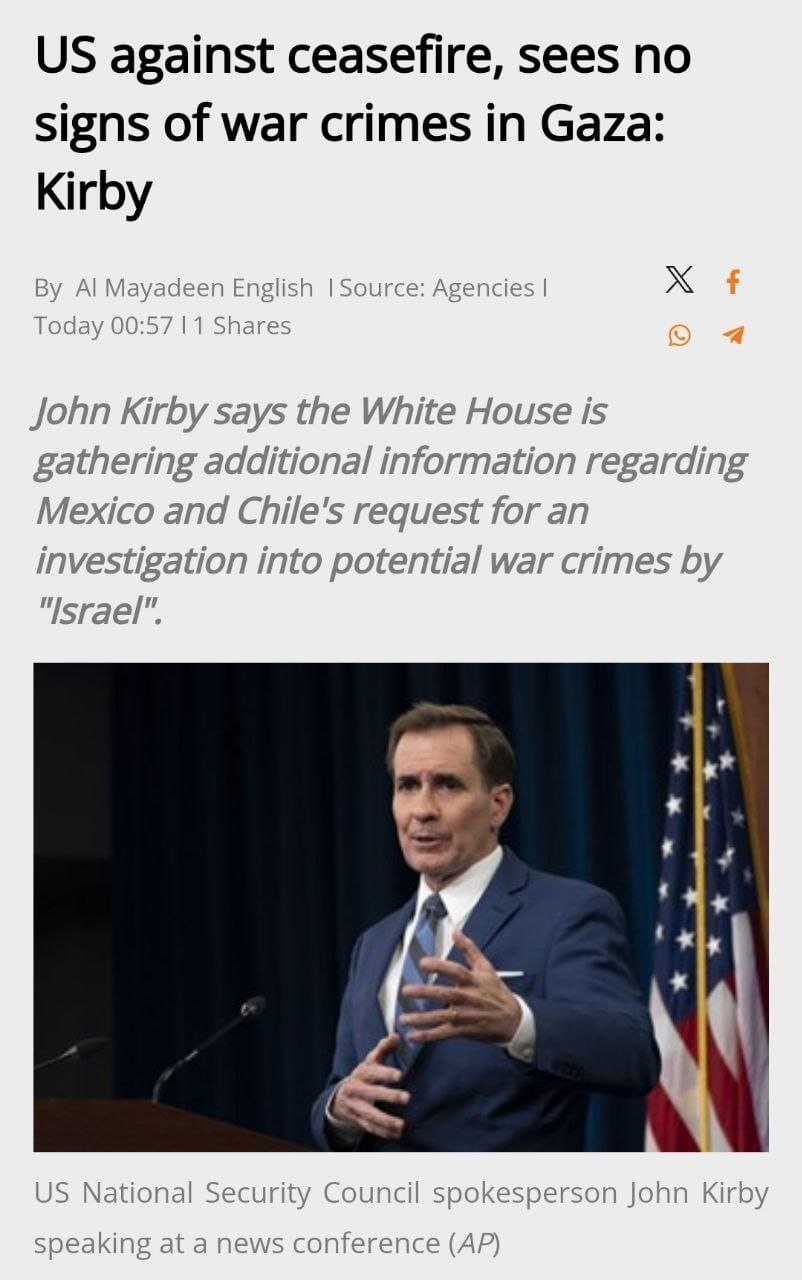 US against ceasefire, sees no
signs of war crimes in Gaza:
Kirby
By Al Mayadeen English | Source: Agencies |
Today 00:57 | 1 Shares
John Kirby says the White House is
gathering additional information regarding
Mexico and Chile's request for an
investigation into potential war crimes by
"Israel".
US National Security Council spokesperson John Kirby
speaking at a news conference (AP)